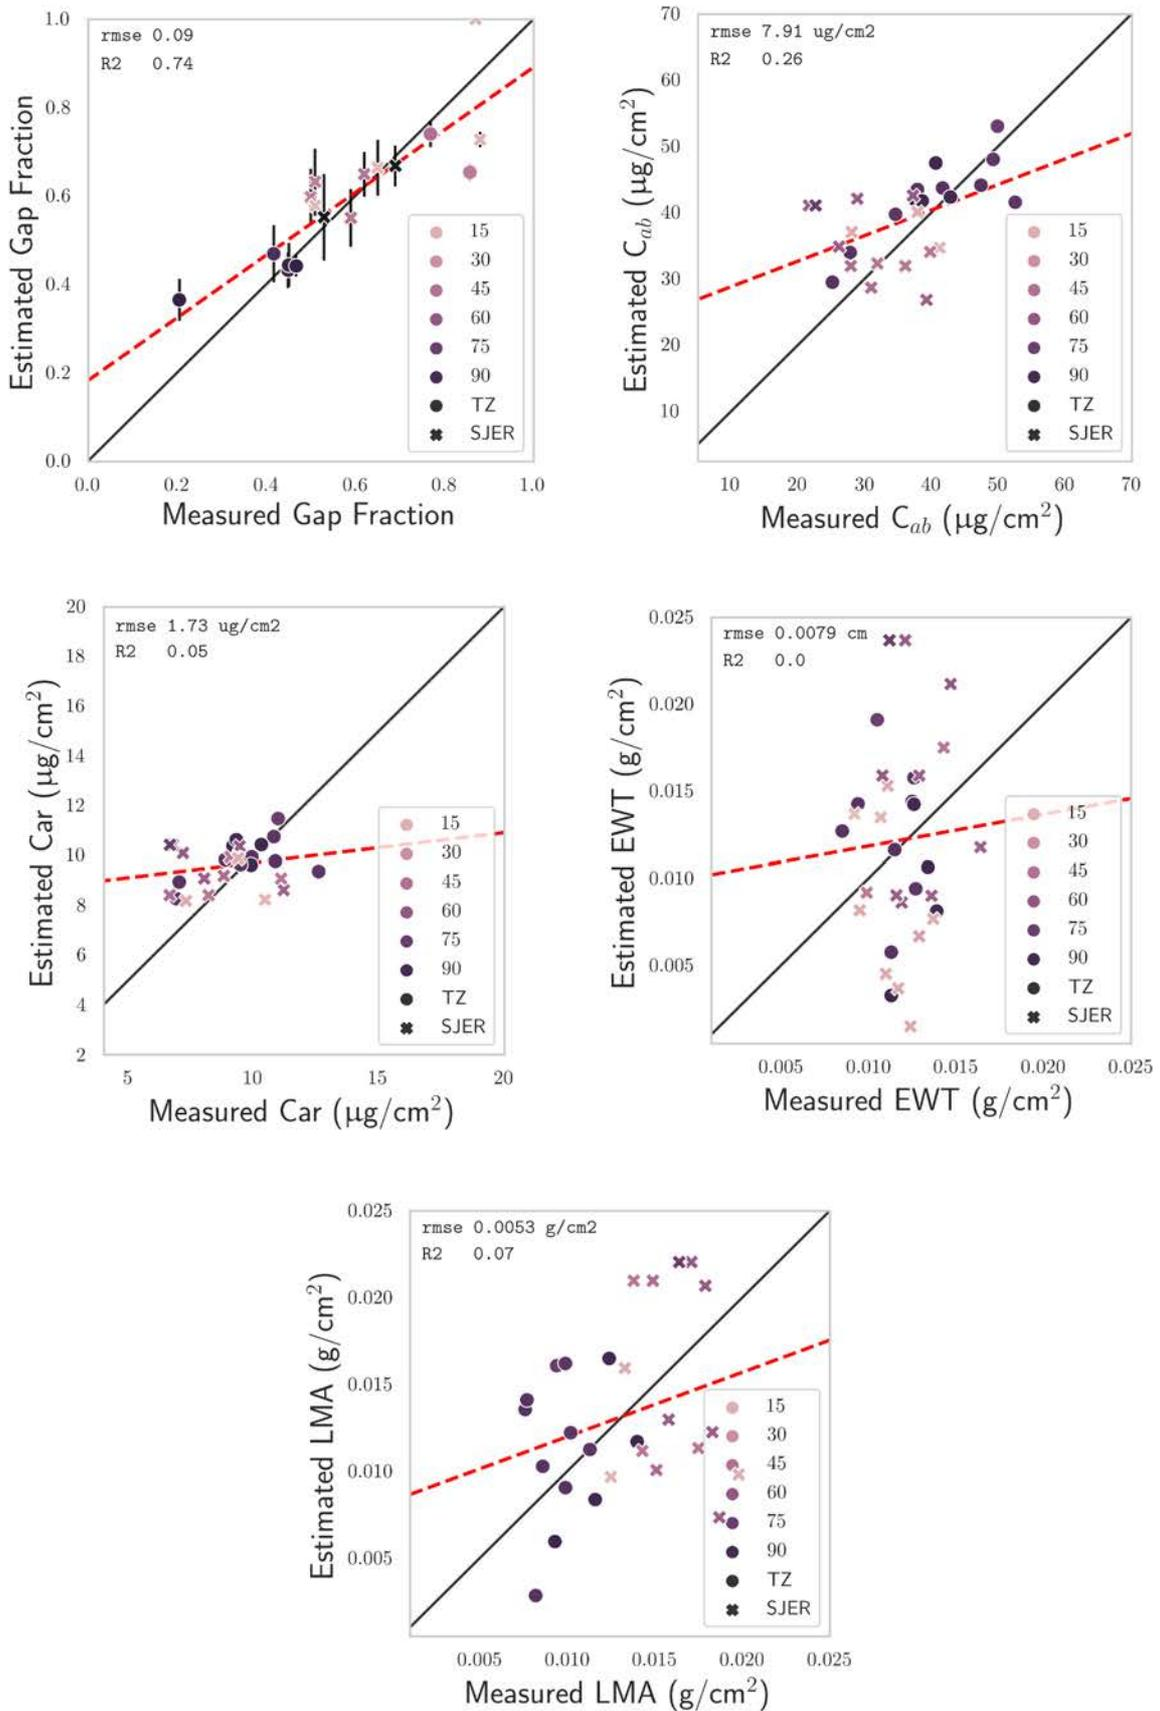 rmse 0.09
R2 0.74
1.0
0.8
0.6
0.4
0.2
0.0
Estimated Gap Fraction
15
30
45
60
75
90
TZ
SJER
0.0 0.2 0.4 0.6 0.8 1.0
Measured Gap Fraction
rmse 7.91 ug/cm2
R2 0.26
70
60
50
40
30
20
10
Estimated C_ab (μg/cm²)
15
30
45
60
75
90
TZ
SJER
10 20 30 40 50 60 70
Measured C_ab (μg/cm²)
rmse 1.73 ug/cm2
R2 0.05
20
18
16
14
12
10
8
6
4
2
Estimated Car (μg/cm²)
15
30
45
60
75
90
TZ
SJER
5 10 15 20
Measured Car (μg/cm²)
rmse 0.0079 cm
R2 0.0
0.025
0.020
0.015
0.010
0.005
Estimated EWT (g/cm²)
15
30
45
60
75
90
TZ
SJER
0.005 0.010 0.015 0.020 0.025
Measured EWT (g/cm²)
rmse 0.0053 g/cm2
R2 0.07
0.025
0.020
0.015
0.010
0.005
Estimated LMA (g/cm²)
15
30
45
60
75
90
TZ
SJER
0.005 0.010 0.015 0.020 0.025
Measured LMA (g/cm²)